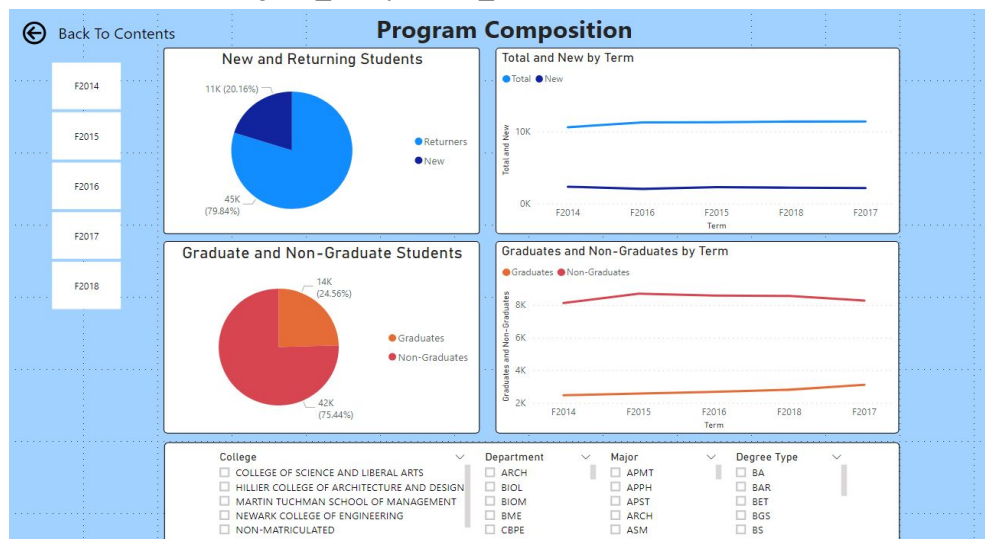 Program Composition
Back To Contents
F2014
F2015
F2016
F2017
F2018
New and Returning Students
11K (20.16%)
45K
(79.84%)
Returners
New
Total and New by Term
Total New
Total and New
10K
0K
F2014 F2016 F2015 F2018 F2017
Term
Graduate and Non-Graduate Students
14K
(24.56%)
42K
(75.44%)
Graduates
Non-Graduates
Graduates and Non-Graduates by Term
Graduates Non-Graduates
Graduates and Non-Graduates
8K
6K
4K
2K
F2014 F2015 F2016 F2018 F2017
Term
College
COLLEGE OF SCIENCE AND LIBERAL ARTS
HILLIER COLLEGE OF ARCHITECTURE AND DESIGN
MARTIN TUCHMAN SCHOOL OF MANAGEMENT
NEWARK COLLEGE OF ENGINEERING
NON-MATRICULATED
Department
ARCH
BIOL
BIOM
BME
CBPE
Major
APMT
APPH
APST
ARCH
ASM
Degree Type
BA
BAR
BET
BGS
BS